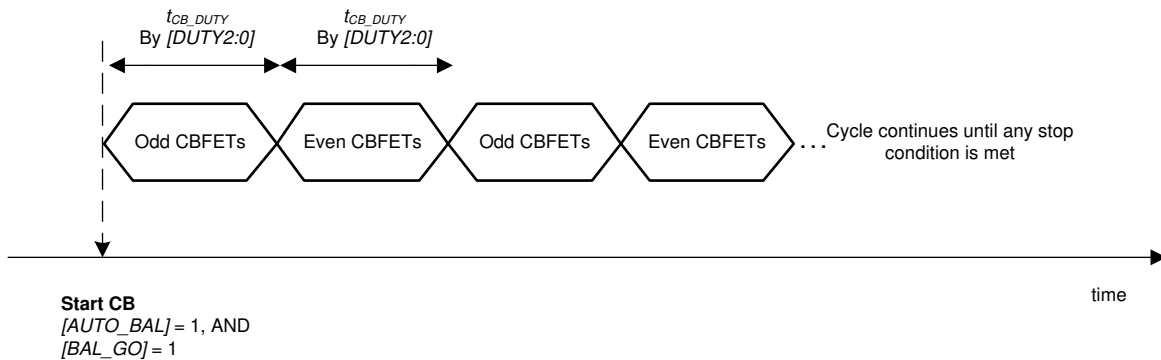 tCB_DUTY
By [DUTY2:0]
tCB_DUTY
By [DUTY2:0]
Odd CBFETs
Even CBFETs
Odd CBFETs
Even CBFETs
... Cycle continues until any stop
condition is met
time
Start CB
[AUTO_BAL] = 1, AND
[BAL_GO] = 1